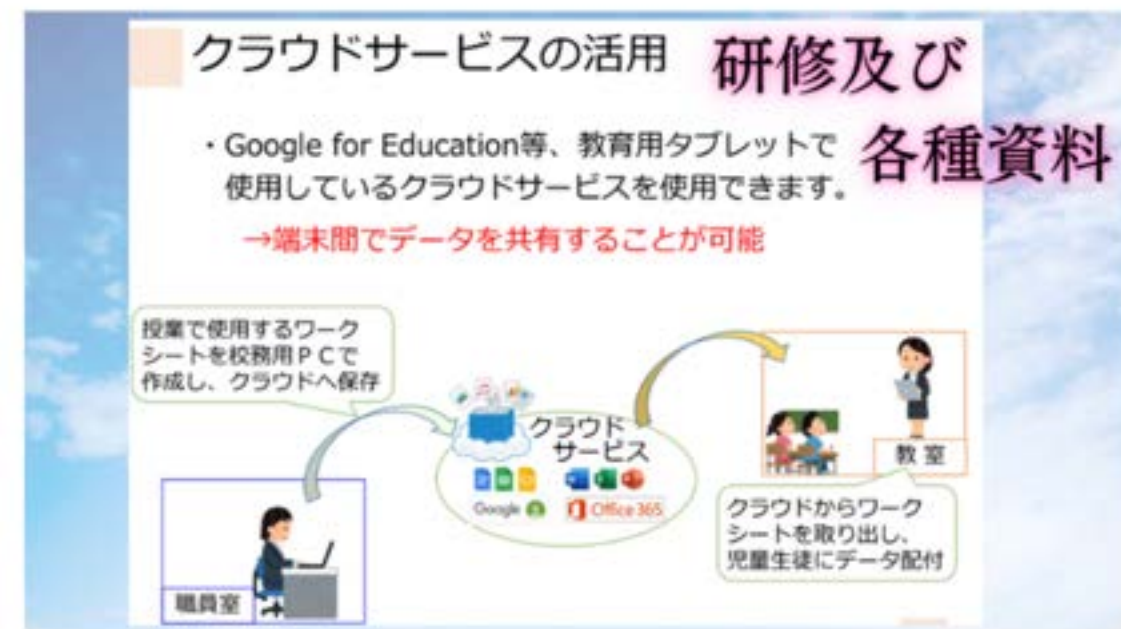 クラウドサービスの活用
研修及び
各種資料
・Google for Education等、教育用タブレットで
使用しているクラウドサービスを使用できます。
→端末間でデータを共有することが可能
授業で使用するワーク
シートを校務用ＰＣで
作成し、クラウドへ保存
クラウド
サービス
Google
Office 365
職員室
教室
クラウドからワーク
シートを取り出し、
児童生徒にデータ配付